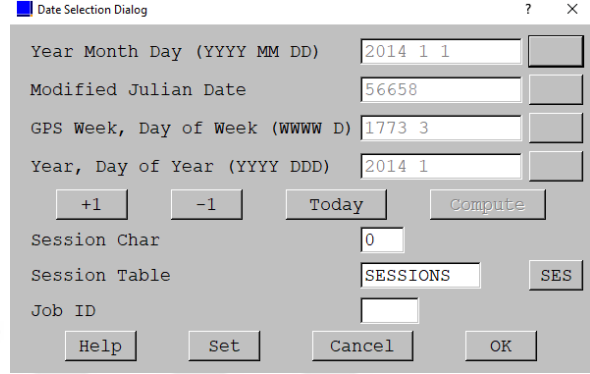 Date Selection Dialog ? ×
Year Month Day (YYYY MM DD) 2014 1 1
Modified Julian Date 56658
GPS Week, Day of Week (WWWW D) 1773 3
Year, Day of Year (YYYY DDD) 2014 1
+1 -1 Today Compute
Session Char 0
Session Table SESSIONS SES
Job ID
Help Set Cancel OK